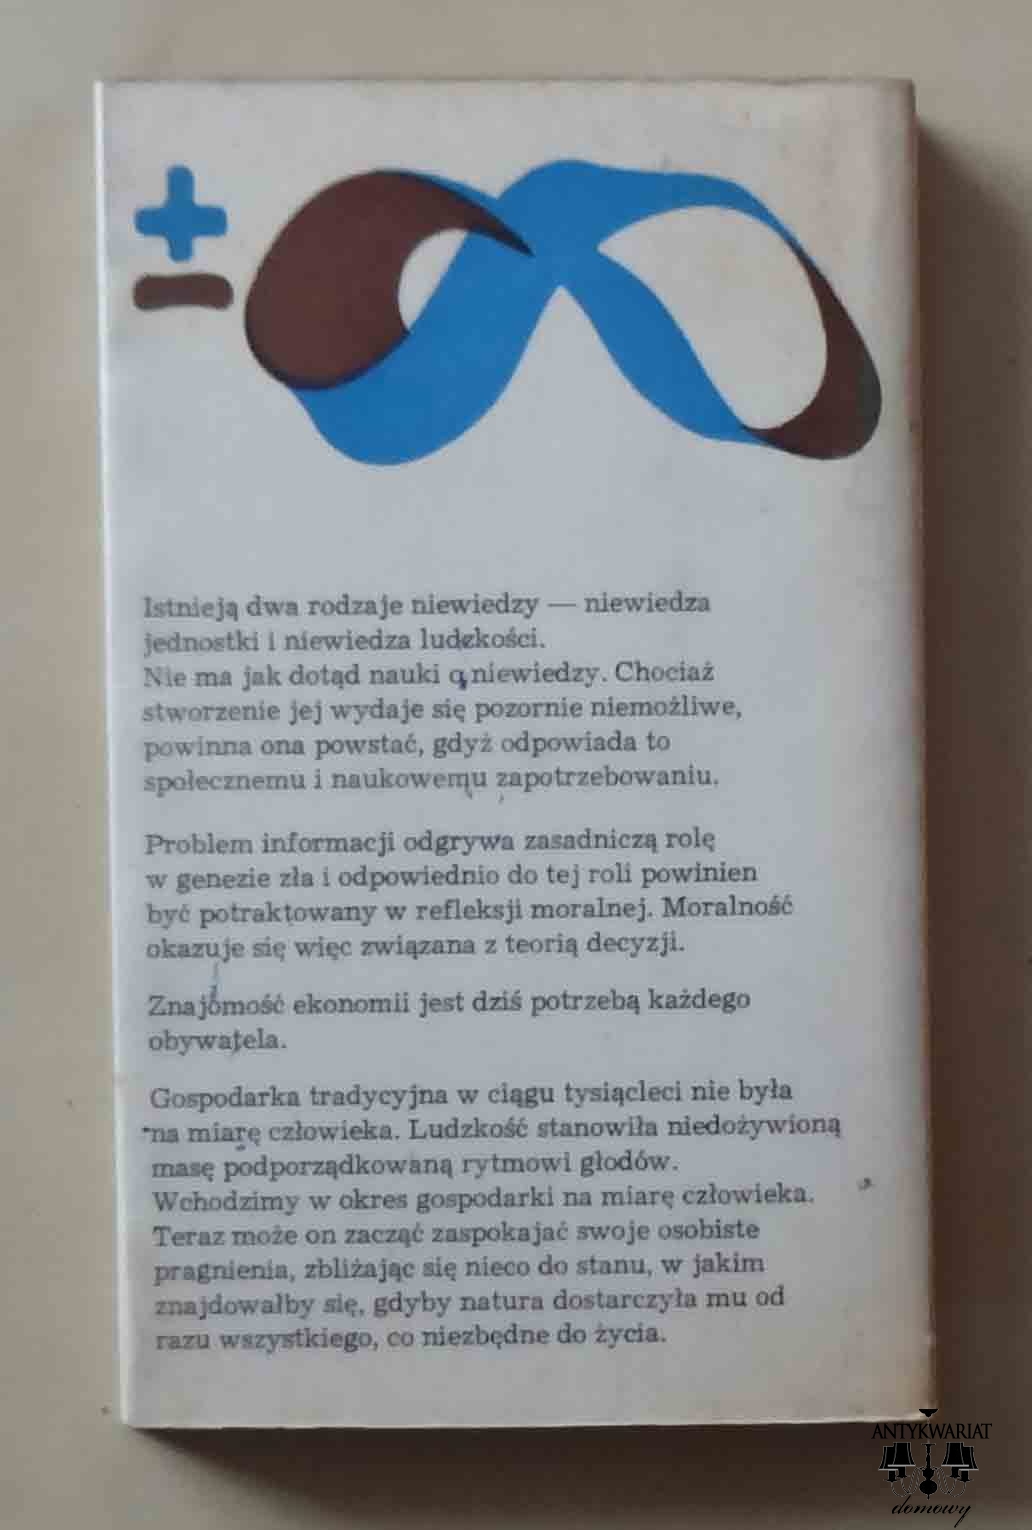 Istnieją dwa rodzaje niewiedzy — niewiedza
jednostki i niewiedza ludzkości.
Nie ma jak dotąd nauki o niewiedzy. Chociaż
stworzenie jej wydaje się pozornie niemożliwe,
powinna ona powstać, gdyż odpowiada to
społecznemu i naukowemu zapotrzebowaniu.
Problem informacji odgrywa zasadniczą rolę
w genezie zła i odpowiednio do tej roli powinien
być potraktowany w refleksji moralnej. Moralność
okazuje się więc związana z teorią decyzji.
Znajomość ekonomii jest dziś potrzebą każdego
obywatela.
Gospodarka tradycyjna w ciągu tysiącleci nie była
na miarę człowieka. Ludzkość stanowiła niedożywioną
masę podporządkowaną rytmowi głodów.
Wchodzimy w okres gospodarki na miarę człowieka.
Teraz może on zacząć zaspokajać swoje osobiste
pragnienia, zbliżając się nieco do stanu, w jakim
znajdowałby się, gdyby natura dostarczyła mu od
razu wszystkiego, co niezbędne do życia.
ANTYKWARIAT
domowy